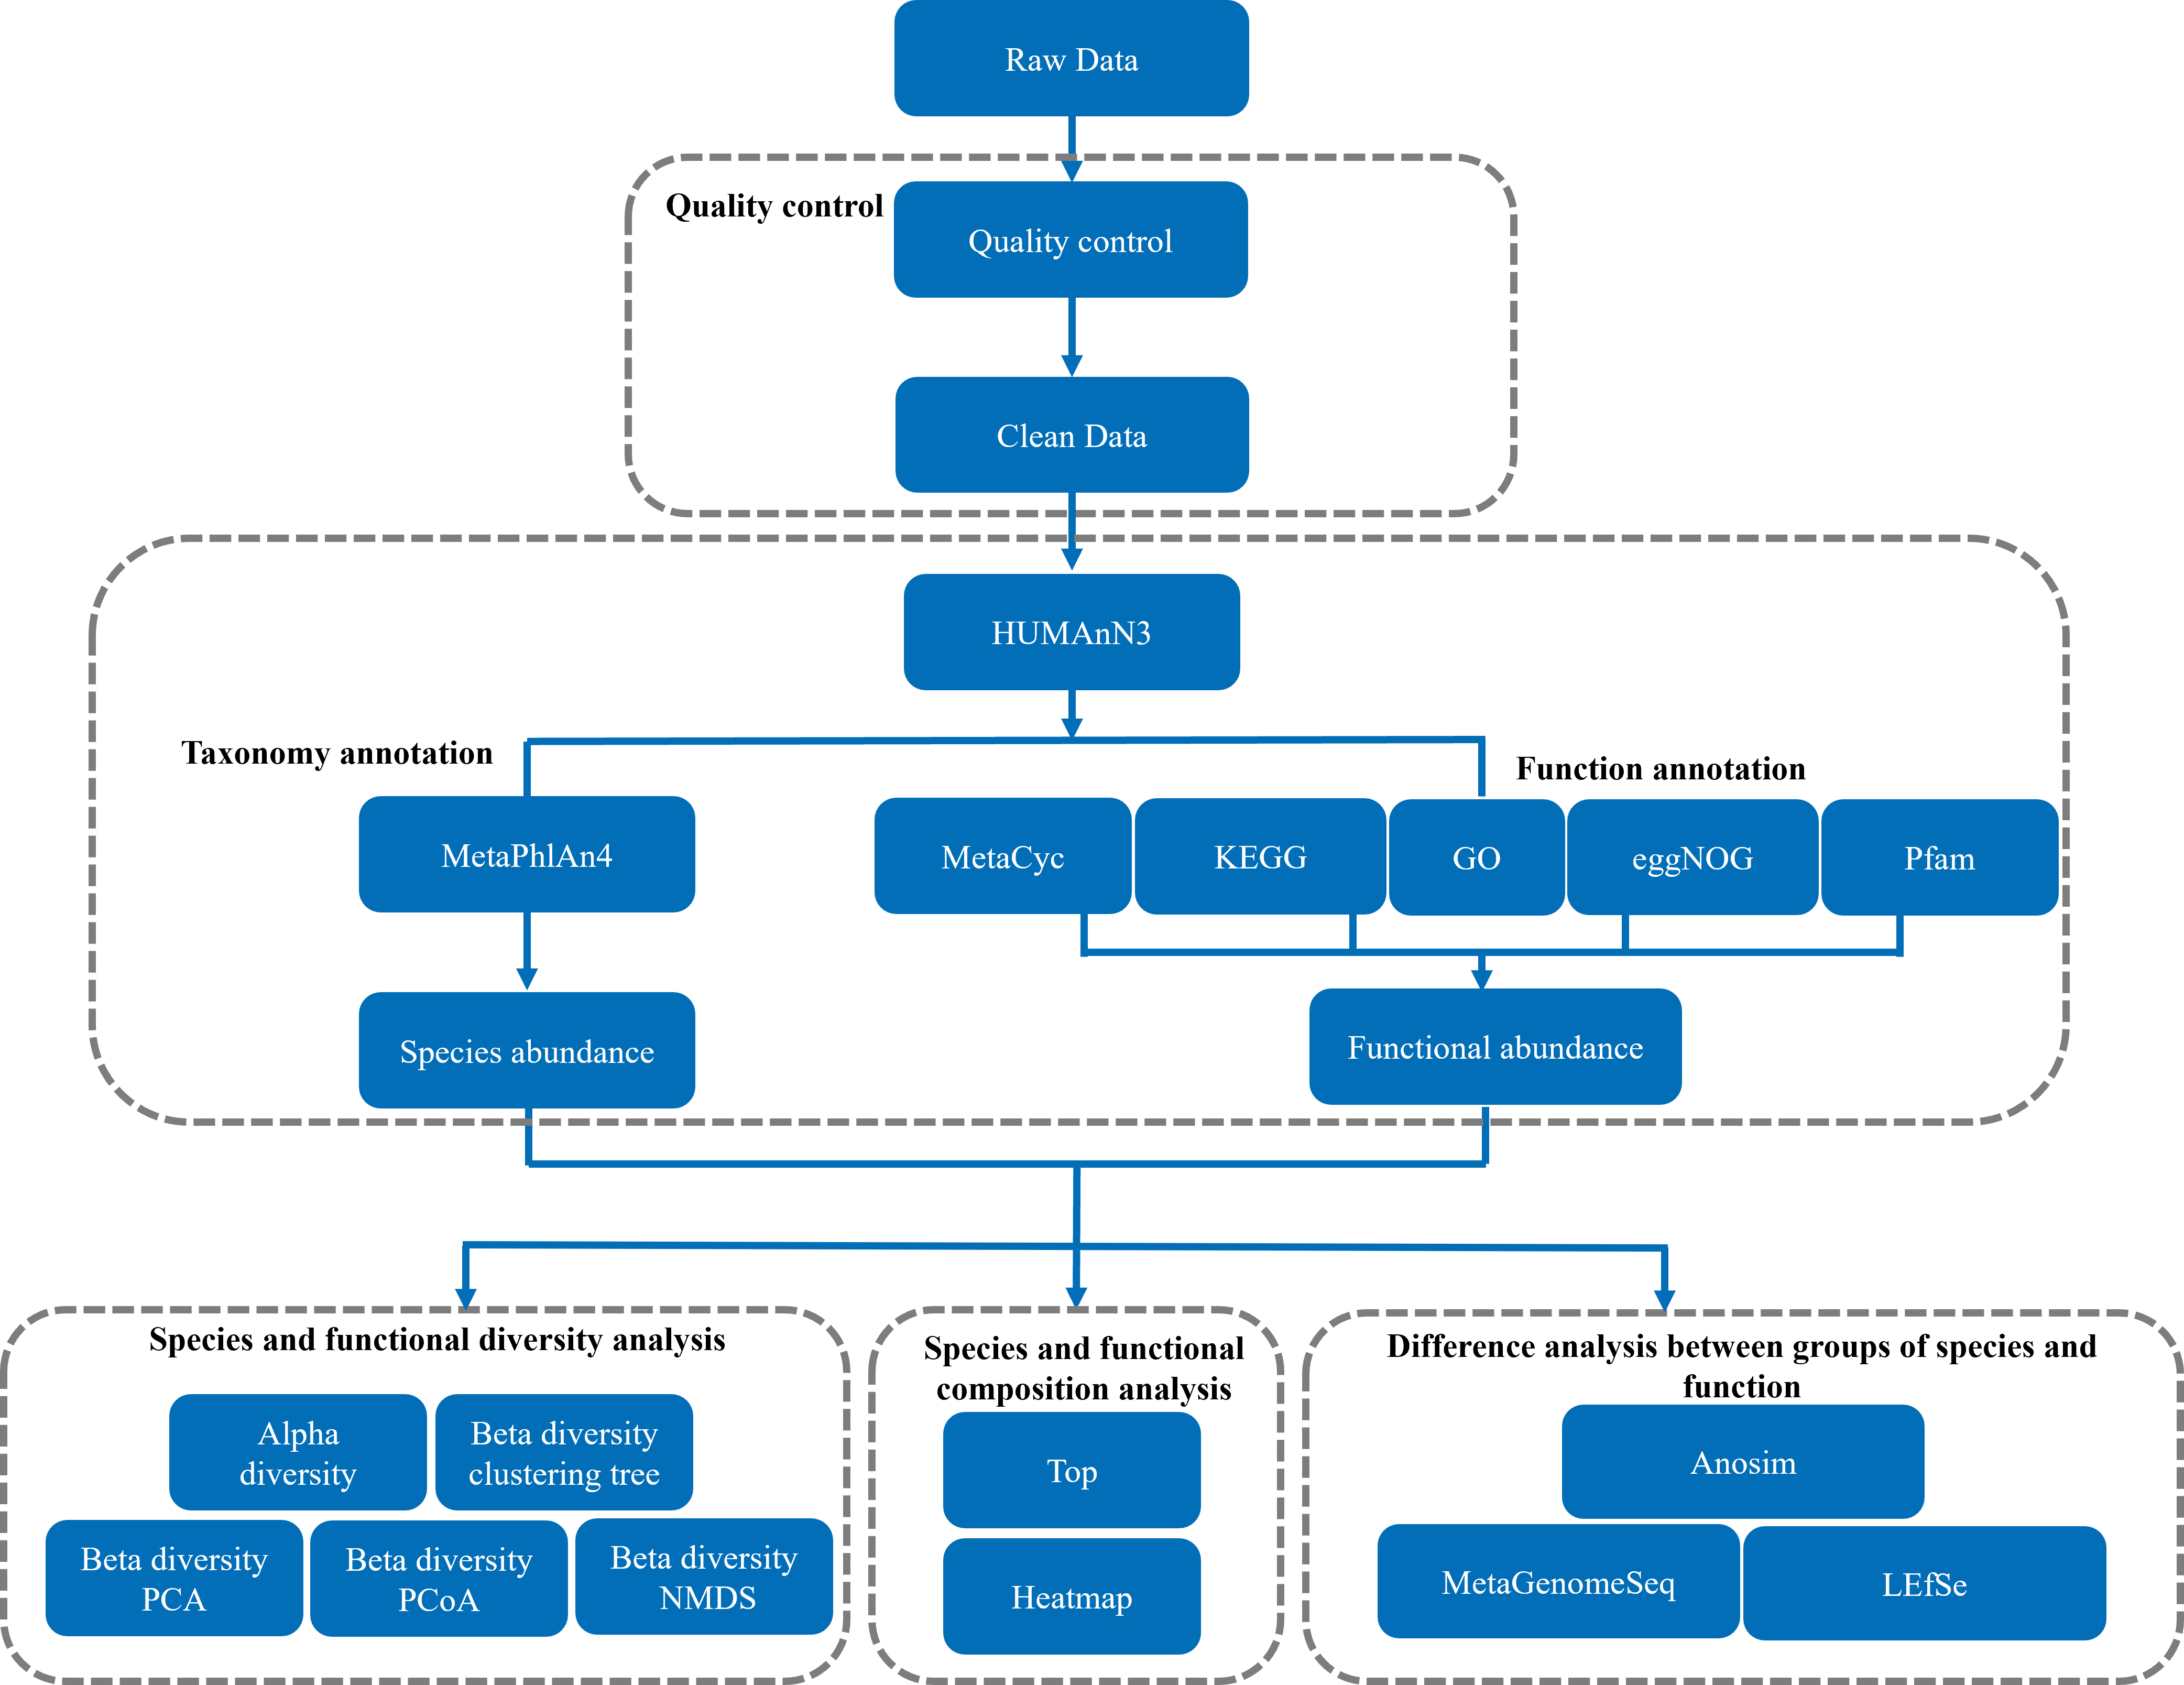 Raw Data
Quality control
Quality control
Clean Data
HUMAnN3
Taxonomy annotation
Function annotation
MetaPhlAn4
MetaCyc
KEGG
GO
eggNOG
Pfam
Species abundance
Functional abundance
Species and functional diversity analysis
Alpha
diversity
Beta diversity
clustering tree
Beta diversity
PCA
Beta diversity
PCoA
Beta diversity
NMDS
Species and functional
composition analysis
Top
Heatmap
Difference analysis between groups of species and
function
Anosim
MetaGenomeSeq
LEfSe